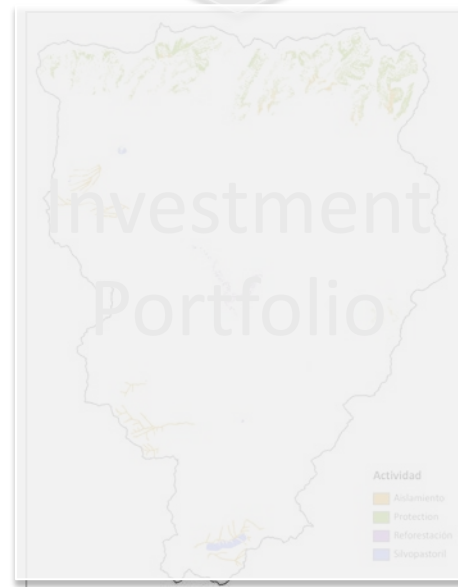 Investment
Portfolio
Actividad
Aislamiento
Protection
Reforestación
Silvopastoril